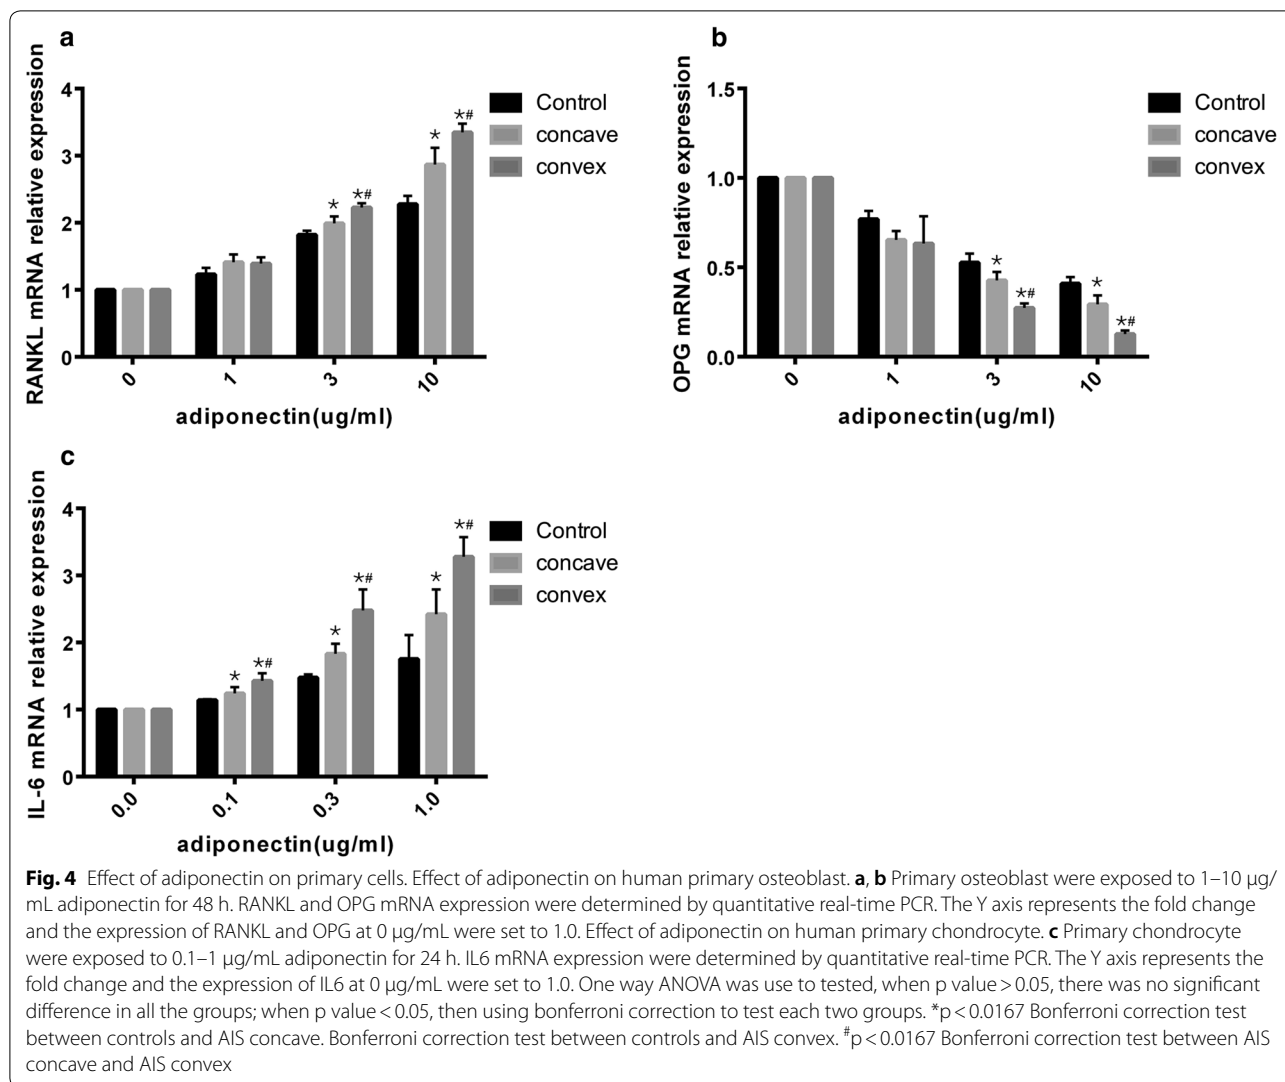 a
RANKL mRNA relative expression
4
3
2
1
0
0
1
3
10
adiponectin(ug/ml)
*
*#
*
*#
Control
concave
convex
b
OPG mRNA relative expression
1.5
1.0
0.5
0.0
0
1
3
10
adiponectin(ug/ml)
*
*#
*
*#
Control
concave
convex
c
IL-6 mRNA relative expression
4
3
2
1
0
0.0
0.1
0.3
1.0
adiponectin(ug/ml)
*
*#
*
*#
*
*#
Control
concave
convex
Fig. 4 Effect of adiponectin on primary cells. Effect of adiponectin on human primary osteoblast. a, b Primary osteoblast were exposed to 1–10 μg/
mL adiponectin for 48 h. RANKL and OPG mRNA expression were determined by quantitative real-time PCR. The Y axis represents the fold change
and the expression of RANKL and OPG at 0 μg/mL were set to 1.0. Effect of adiponectin on human primary chondrocyte. c Primary chondrocyte
were exposed to 0.1–1 μg/mL adiponectin for 24 h. IL6 mRNA expression were determined by quantitative real-time PCR. The Y axis represents the
fold change and the expression of IL6 at 0 μg/mL were set to 1.0. One way ANOVA was use to tested, when p value > 0.05, there was no significant
difference in all the groups; when p value < 0.05, then using bonferroni correction to test each two groups. *p < 0.0167 Bonferroni correction test
between controls and AIS concave. Bonferroni correction test between controls and AIS convex. #p < 0.0167 Bonferroni correction test between AIS
concave and AIS convex